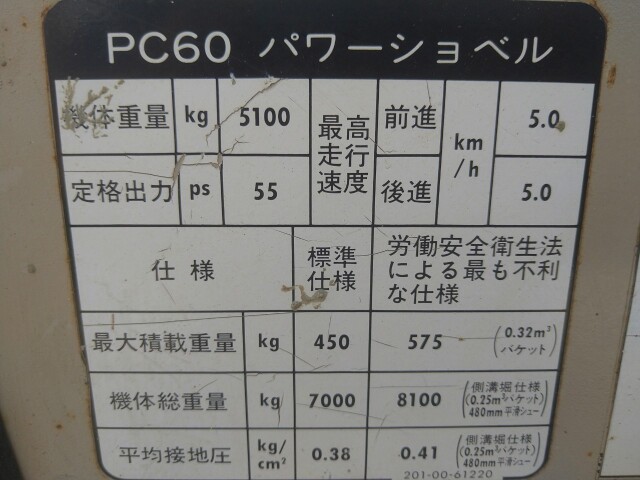 PC60 パワーショベル
機体重量 kg 5100 最高走行速度 前進 km/h 5.0
定格出力 ps 55 後進 5.0
仕様 標準仕様 労働安全衛生法
による最も不利
な仕様
最大積載重量 kg 450 575 (0.32m³バケット)
機体総重量 kg 7000 8100 (側溝堀仕様
(0.25m³バケット)
480mm平滑シュー)
平均接地圧 kg/cm² 0.38 0.41 (側溝堀仕様
(0.25m³バケット)
480mm平滑シュー)
201-00-61220